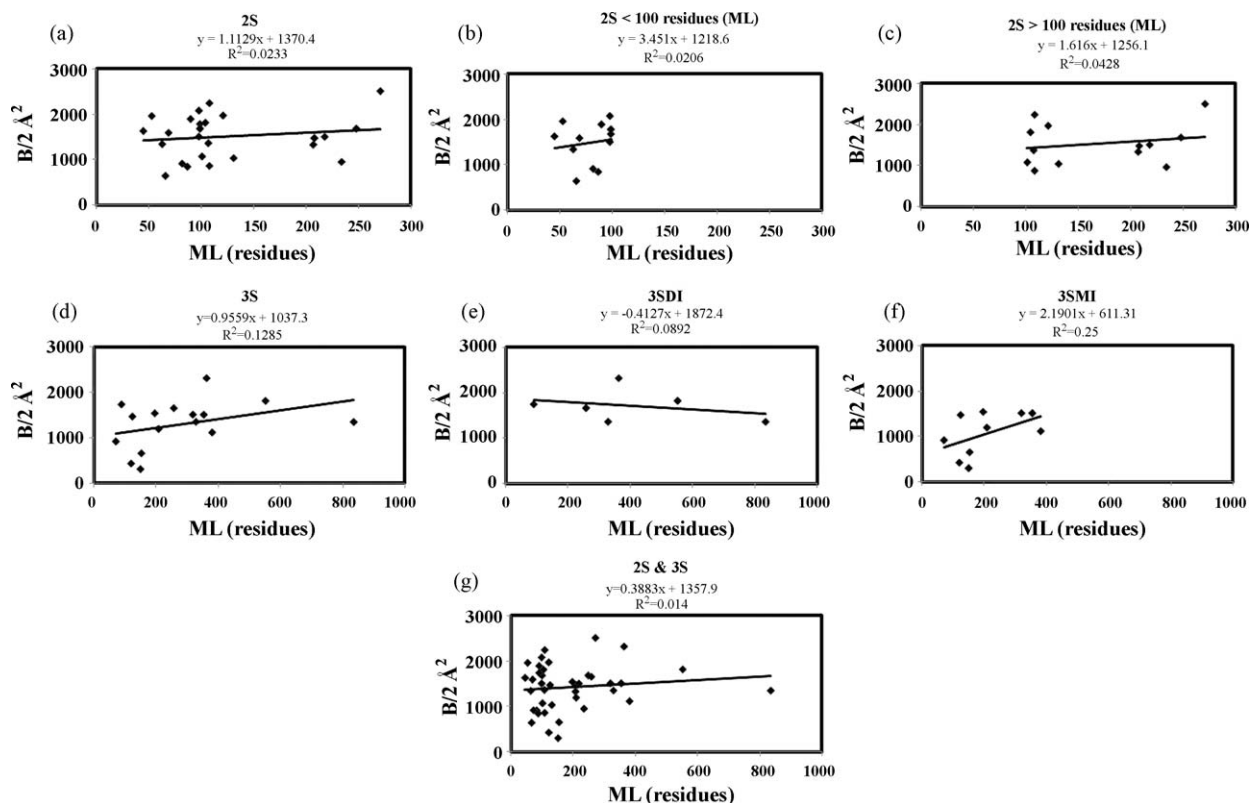 (a)
2S
y = 1.1129x + 1370.4
R²=0.0233
3000
2000
1000
0
B/2 Å²
0 50 100 150 200 250 300
ML (residues)
(b)
2S < 100 residues (ML)
y = 3.451x + 1218.6
R²=0.0206
3000
2000
1000
0
B/2 Å²
0 50 100 150 200 250 300
ML (residues)
(c)
2S > 100 residues (ML)
y = 1.616x + 1256.1
R²=0.0428
3000
2000
1000
0
B/2 Å²
0 50 100 150 200 250 300
ML (residues)
(d)
3S
y=0.9559x + 1037.3
R²=0.1285
3000
2000
1000
0
B/2 Å²
0 200 400 600 800 1000
ML (residues)
(e)
3SDI
y = -0.4127x + 1872.4
R²=0.0892
3000
2000
1000
0
B/2 Å²
0 200 400 600 800 1000
ML (residues)
(f)
3SMI
y = 2.1901x + 611.31
R²=0.25
3000
2000
1000
0
B/2 Å²
0 200 400 600 800 1000
ML (residues)
(g)
2S & 3S
y=0.3883x + 1357.9
R²=0.014
3000
2000
1000
0
B/2 Å²
0 200 400 600 800 1000
ML (residues)